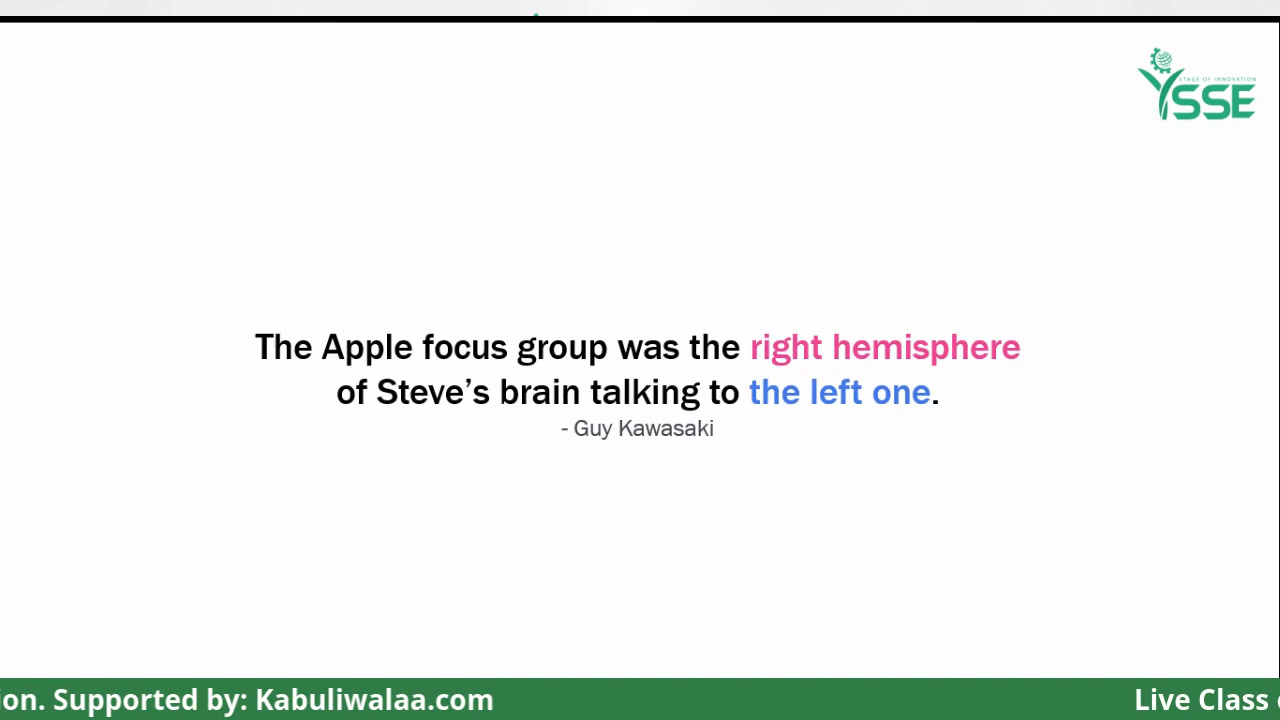 STAGE OF INNOVATION
YSSE
The Apple focus group was the right hemisphere
of Steve’s brain talking to the left one.
- Guy Kawasaki
ion. Supported by: Kabuliwalaa.com
Live Class